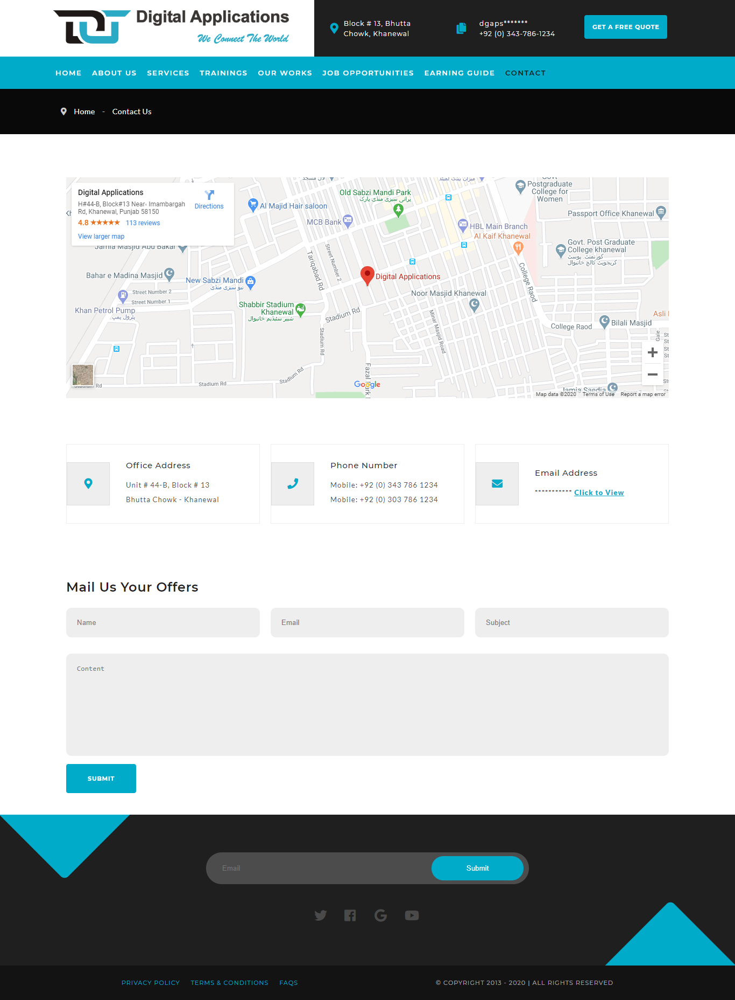 Digital Applications
We Connect The World
Block # 13, Bhutta
Chowk, Khanewal
dgaps*******
+92 (0) 343-786-1234
GET A FREE QUOTE
HOME
ABOUT US
SERVICES
TRAININGS
OUR WORKS
JOB OPPORTUNITIES
EARNING GUIDE
CONTACT
Home - Contact Us
Digital Applications
H#44-B, Block#13 Near· Imambargah
Rd, Khanewal, Punjab 58150
4.8 ★★★★★ 113 reviews
View larger map
Directions
Old Sabzi Mandi Park
پرانی سبزی منڈی پارک
میزان بینک لمیٹڈ
Govt
Postgraduate
College for
Women
Al Majid Hair saloon
MCB Bank
HBL Main Branch
Al Kaif Khanewal
Passport Office Khanewal
Govt. Post Graduate
College khanewal
گورنمنٹ پوسٹ
گریجویٹ کالج خانیوال
Jamia Masjid Abu Bakar
Bahar e Madina Masjid
New Sabzi Mandi
نیو سبزی منڈی
Tariqabad Rd
Street Number 2
Digital Applications
College Raod
Street Number 2
Street Number 1
Khan Petrol Pump
پٹرول پمپ
Shabbir Stadium
Khanewal
شبیر سٹیڈیم خانیوال
Noor Masjid Khanewal
Stadium Rd
Minar Masjid Road
College Raod
Bilali Masjid
Asli
Gale
Stadium Rd
Stadium Rd
Stadium Rd
Stadium Rd
Fazal Park
Google
Jamia Saedia
Map data ©2020 Terms of Use Report a map error
Office Address
Unit # 44-B, Block # 13
Bhutta Chowk - Khanewal
Phone Number
Mobile: +92 (0) 343 786 1234
Mobile: +92 (0) 303 786 1234
Email Address
*********** Click to View
Mail Us Your Offers
Name
Email
Subject
Content
SUBMIT
Email
Submit
PRIVACY POLICY
TERMS & CONDITIONS
FAQS
© COPYRIGHT 2013 - 2020 | ALL RIGHTS RESERVED